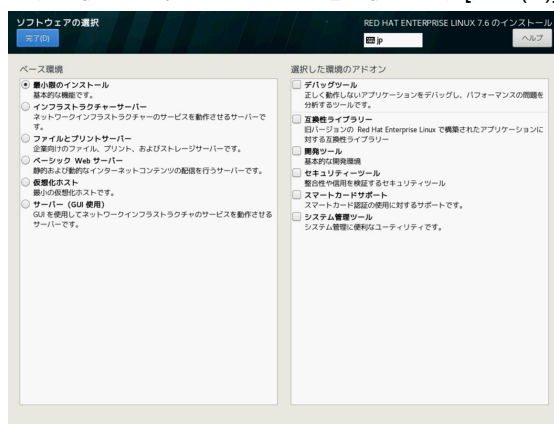 ソフトウェアの選択
RED HAT ENTERPRISE LINUX 7.6 のインストール
完了(D)
jp
ヘルプ
ベース環境
最小限のインストール
基本的な機能です。
インフラストラクチャーサーバー
ネットワークインフラストラクチャーのサービスを動作させるサーバーで
す。
ファイルとプリントサーバー
企業向けのファイル、プリント、およびストレージサーバーです。
ベーシック Web サーバー
静的および動的なインターネットコンテンツの配信を行うサーバーです。
仮想化ホスト
最小の仮想化ホストです。
サーバー（GUI 使用）
GUI を使用してネットワークインフラストラクチャのサービスを動作させる
サーバーです。
選択した環境のアドオン
デバッグツール
正しく動作しないアプリケーションをデバッグし、パフォーマンスの問題を
分析するツールです。
互換性ライブラリー
旧バージョンの Red Hat Enterprise Linux で構築されたアプリケーションに
対する互換性ライブラリー
開発ツール
基本的な開発環境
セキュリティーツール
整合性や信用を検証するセキュリティツール
スマートカードサポート
スマートカード認証の使用に対するサポートです。
システム管理ツール
システム管理に便利なユーティリティです。